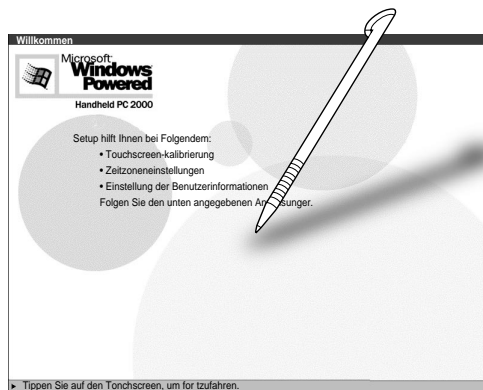 Willkommen
Microsoft
Windows
Powered
Handheld PC 2000
Setup hilft Ihnen bei Folgendem:
• Touchscreen-kalibrierung
• Zeitzoneneinstellungen
• Einstellung der Benutzerinformationen
Folgen Sie den unten angegebenen
▸ Tippen Sie auf den Tonchscreen, um for tzufahren.